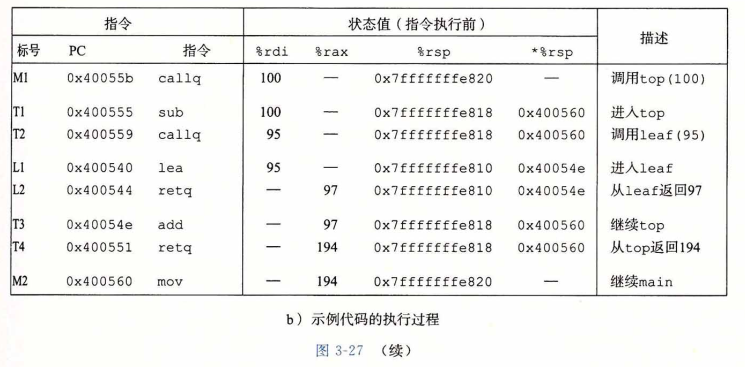 指令 状态值（指令执行前） 描述
标号 PC 指令 %rdi %rax %rsp *%rsp
M1 0x40055b callq 100 — 0x7fffffffe820 — 调用top(100)
T1 0x400555 sub 100 — 0x7fffffffe818 0x400560 进入top
T2 0x400559 callq 95 — 0x7fffffffe818 0x400560 调用leaf(95)
L1 0x400540 lea 95 — 0x7fffffffe810 0x40054e 进入leaf
L2 0x400544 retq — 97 0x7fffffffe810 0x40054e 从leaf返回97
T3 0x40054e add — 97 0x7fffffffe818 0x400560 继续top
T4 0x400551 retq — 194 0x7fffffffe818 0x400560 从top返回194
M2 0x400560 mov — 194 0x7fffffffe820 — 继续main
b）示例代码的执行过程
图 3-27 （续）